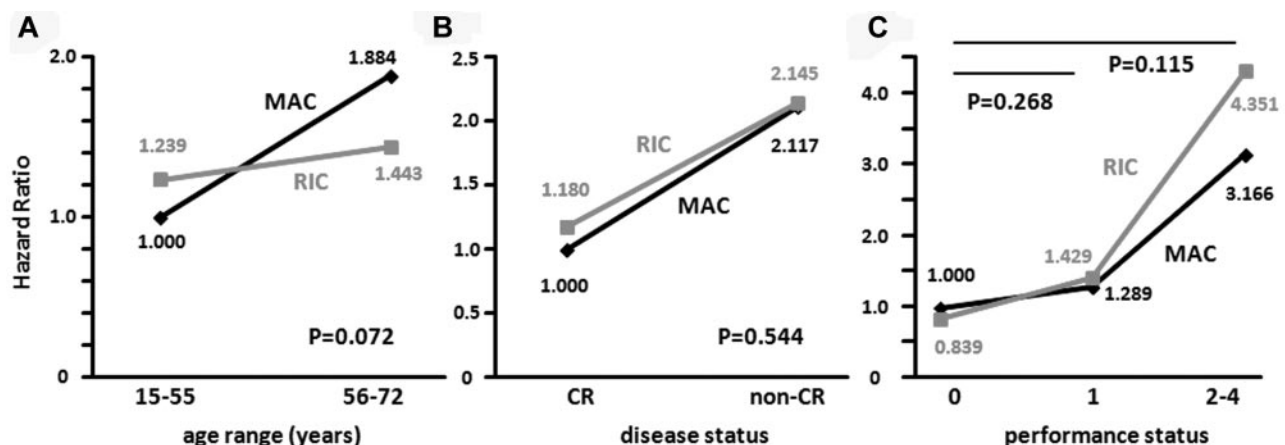 A
Hazard Ratio
2.0
1.0
0
1.884
MAC
1.239
RIC
1.443
1.000
P=0.072
15-55
56-72
age range (years)
B
2.5
2.0
1.5
1.0
0.5
0
2.145
RIC
2.117
1.180
MAC
1.000
P=0.544
CR
non-CR
disease status
C
4.0
3.0
2.0
1.0
0
P=0.115
P=0.268
4.351
RIC
3.166
1.429
MAC
1.000
1.289
0.839
0
1
2-4
performance status